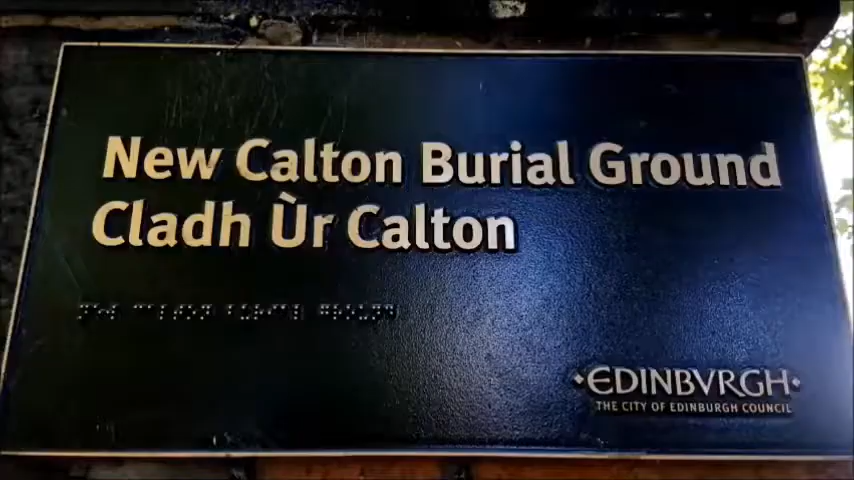 New Calton Burial Ground
Cladh Ùr Calton
EDINBVRGH
THE CITY OF EDINBURGH COUNCIL